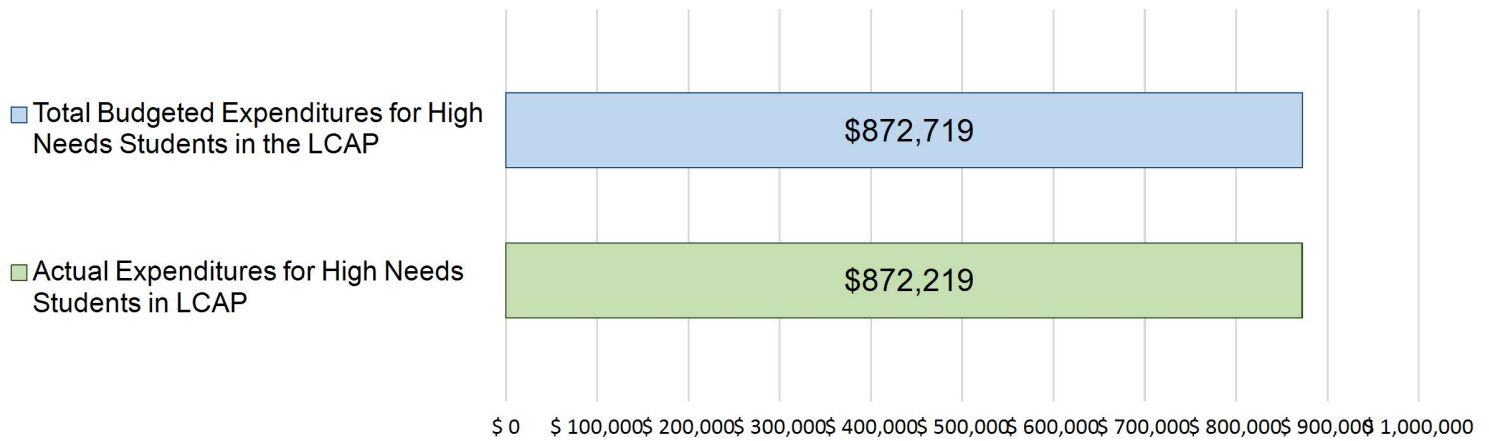 Total Budgeted Expenditures for High
Needs Students in the LCAP
$872,719
Actual Expenditures for High Needs
Students in LCAP
$872,219
$ 0 $ 100,000 $ 200,000 $ 300,000 $ 400,000 $ 500,000 $ 600,000 $ 700,000 $ 800,000 $ 900,000 $ 1,000,000